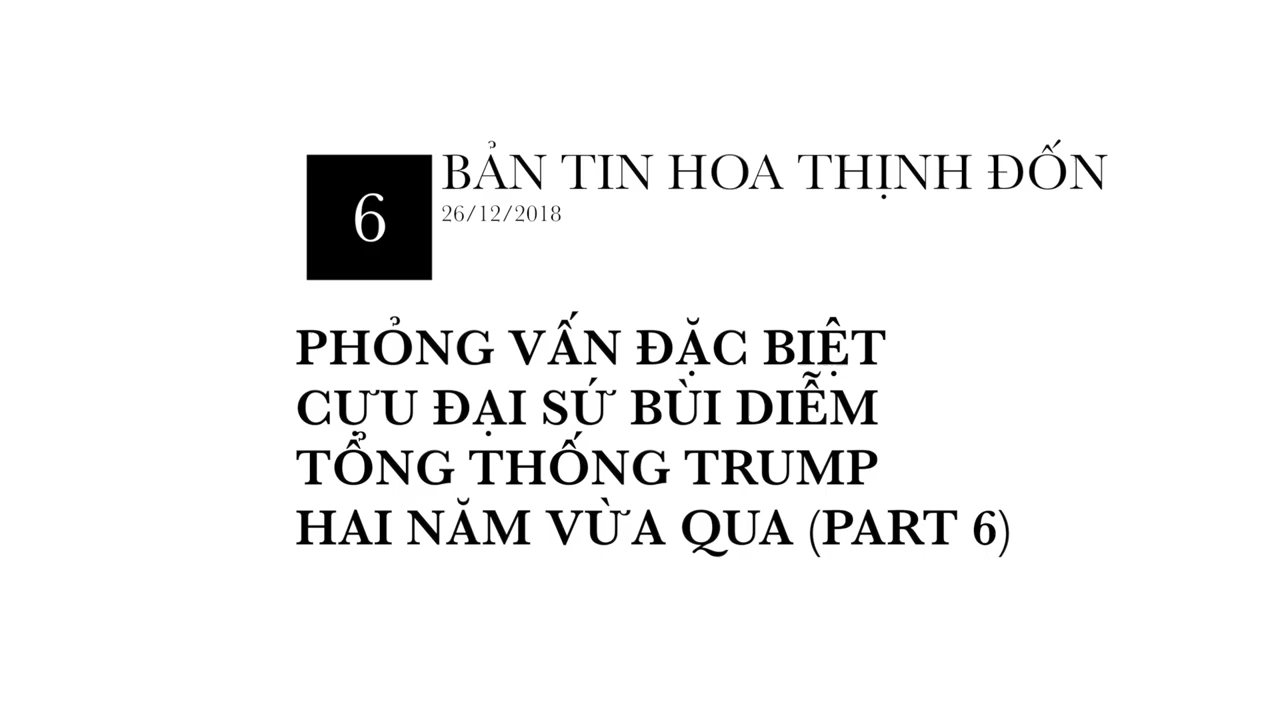 6
BẢN TIN HOA THỊNH ĐỐN
26/12/2018
PHỎNG VẤN ĐẶC BIỆT
CỰU ĐẠI SỨ BÙI DIỄM
TỔNG THỐNG TRUMP
HAI NĂM VỪA QUA (PART 6)